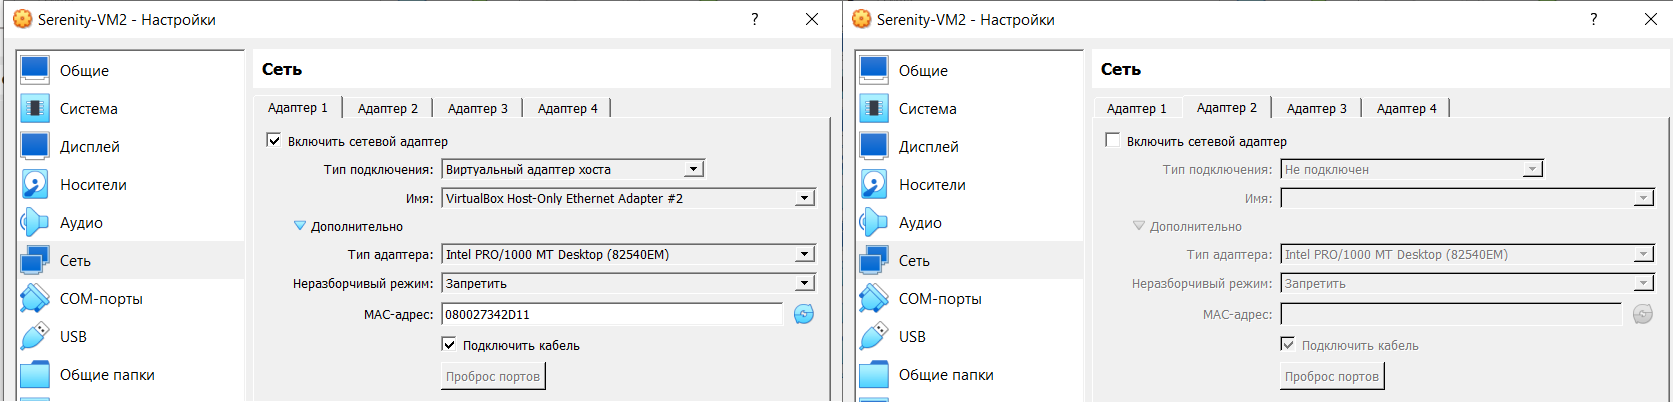 Serenity-VM2 - Настройки
?
Общие
Система
Дисплей
Носители
Аудио
Сеть
COM-порты
USB
Общие папки
Сеть
Адаптер 1 Адаптер 2 Адаптер 3 Адаптер 4
Включить сетевой адаптер
Тип подключения: Виртуальный адаптер хоста
Имя: VirtualBox Host-Only Ethernet Adapter #2
Дополнительно
Тип адаптера: Intel PRO/1000 MT Desktop (82540EM)
Неразборчивый режим: Запретить
MAC-адрес: 080027342D11
Подключить кабель
Проброс портов
Serenity-VM2 - Настройки
?
Общие
Система
Дисплей
Носители
Аудио
Сеть
COM-порты
USB
Общие папки
Сеть
Адаптер 1 Адаптер 2 Адаптер 3 Адаптер 4
Включить сетевой адаптер
Тип подключения: Не подключен
Имя:
Дополнительно
Тип адаптера: Intel PRO/1000 MT Desktop (82540EM)
Неразборчивый режим: Запретить
MAC-адрес:
Подключить кабель
Проброс портов